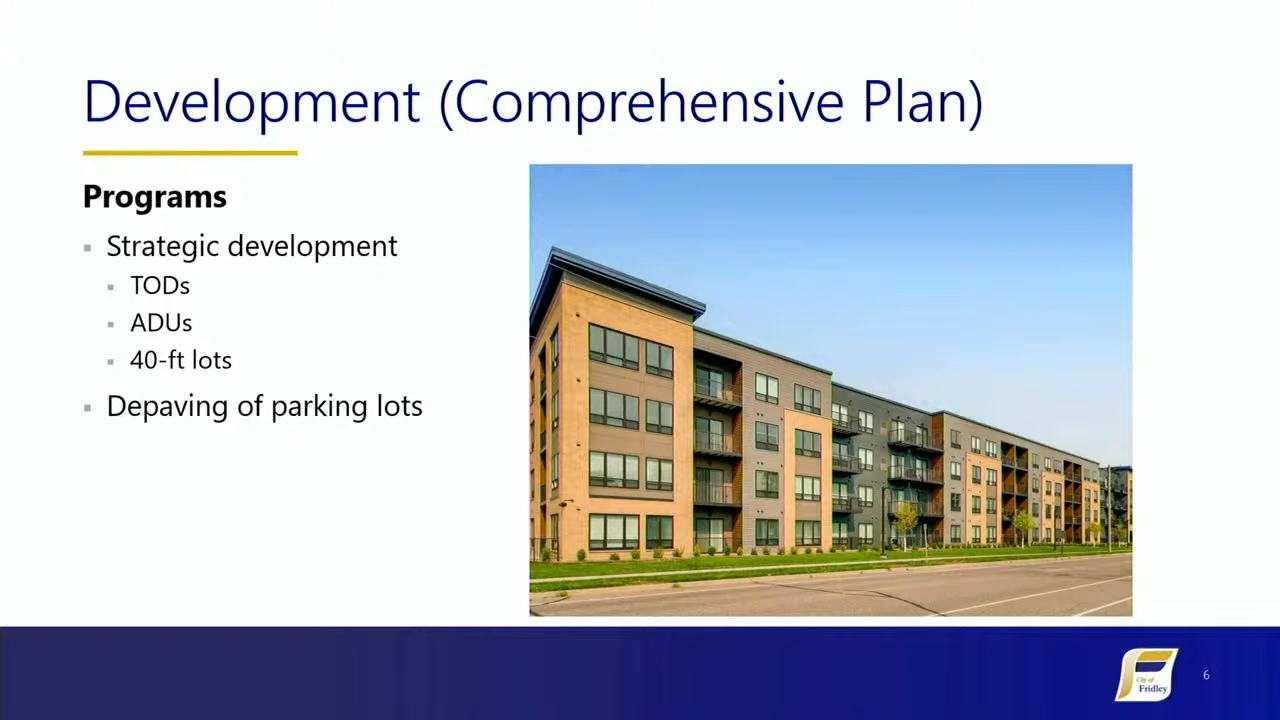 Development (Comprehensive Plan)
Programs
Strategic development
TODs
ADUs
40-ft lots
Depaving of parking lots
City of
Fridley
6